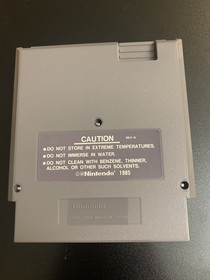 CAUTION
•DO NOT STORE IN EXTREME TEMPERATURES.
•DO NOT IMMERSE IN WATER.
•DO NOT CLEAN WITH BENZENE, THINNER,
ALCOHOL OR OTHER SUCH SOLVENTS.
©®Nintendo 1985
Nintendo